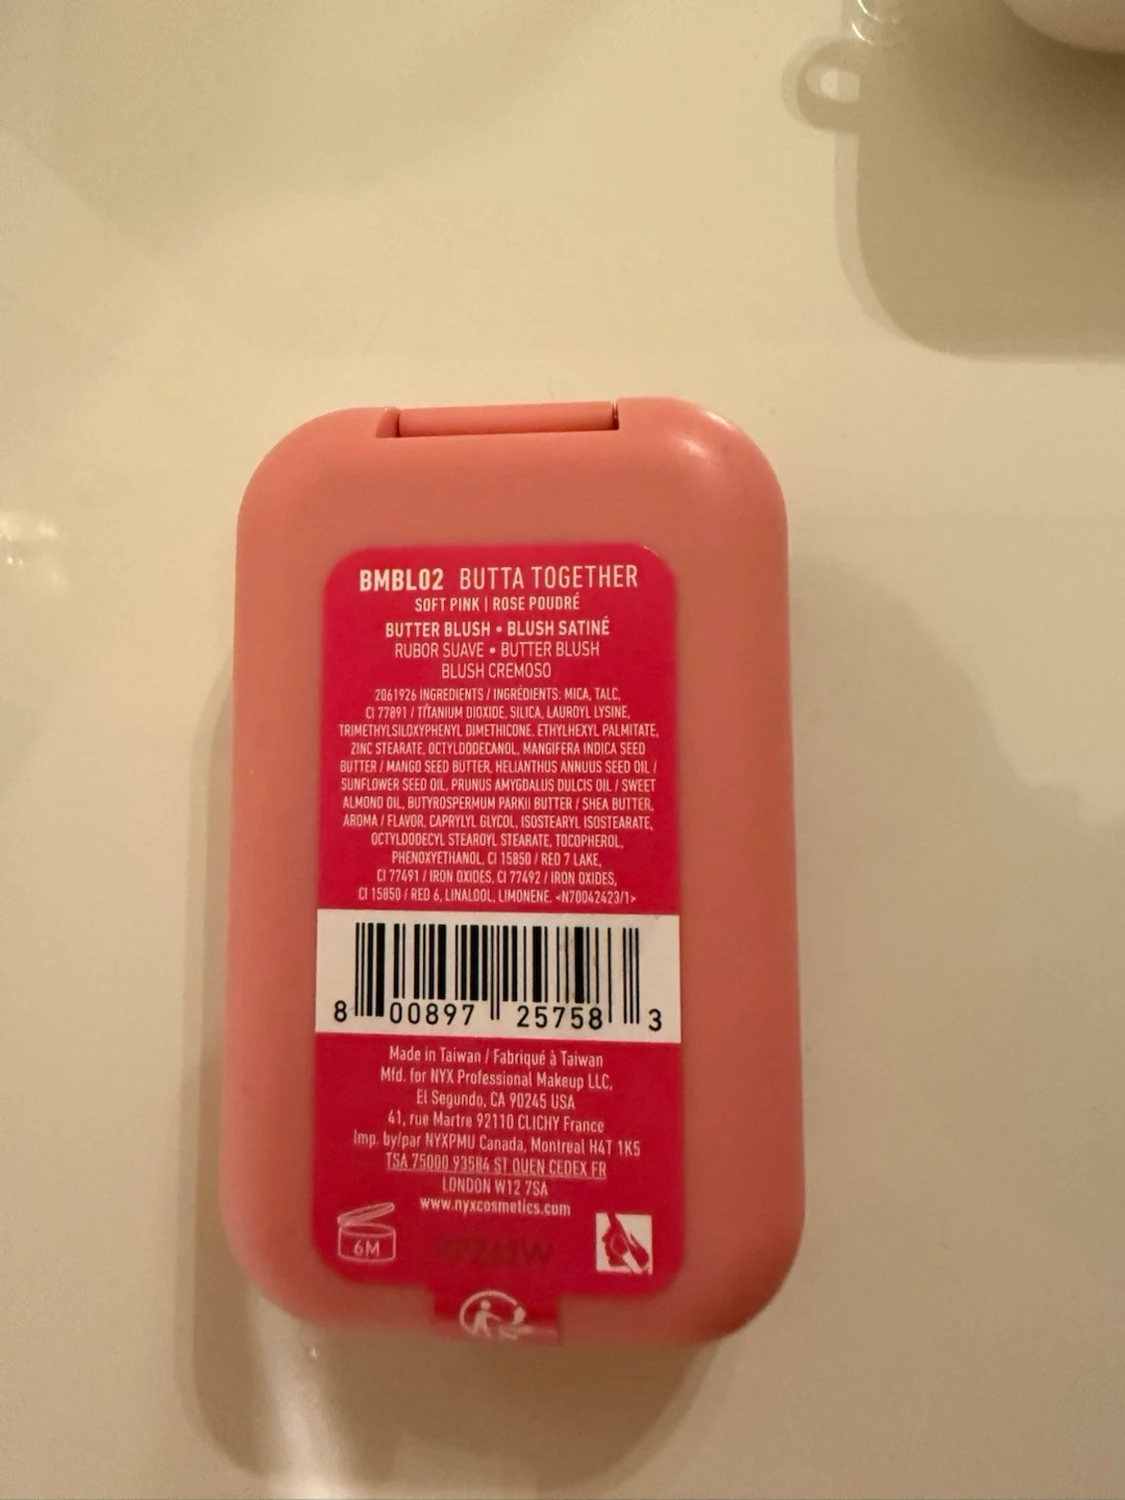 BMBL02 BUTTA TOGETHER
SOFT PINK | ROSE POUDRÉ
BUTTER BLUSH • BLUSH SATINÉ
RUBOR SUAVE • BUTTER BLUSH
BLUSH CREMOSO
2061926 INGREDIENTS / INGRÉDIENTS: MICA, TALC,
CI 77891 / TITANIUM DIOXIDE, SILICA, LAUROYL LYSINE,
TRIMETHYLSILOXYPHENYL DIMETHICONE, ETHYLHEXYL PALMITATE,
ZINC STEARATE, OCTYLDODECANOL, MANGIFERA INDICA SEED
BUTTER / MANGO SEED BUTTER, HELIANTHUS ANNUUS SEED OIL /
SUNFLOWER SEED OIL, PRUNUS AMYGDALUS DULCIS OIL / SWEET
ALMOND OIL, BUTYROSPERMUM PARKII BUTTER / SHEA BUTTER,
AROMA / FLAVOR, CAPRYLYL GLYCOL, ISOSTEARYL ISOSTEARATE,
OCTYLDODECYL STEAROYL STEARATE, TOCOPHEROL,
PHENOXYETHANOL, CI 15850 / RED 7 LAKE,
CI 77491 / IRON OXIDES, CI 77492 / IRON OXIDES,
CI 15850 / RED 6, LINALOOL, LIMONENE. <N70042423/1>
8 00897 25758 3
Made in Taiwan / Fabriqué à Taiwan
Mfd. for NYX Professional Makeup LLC,
El Segundo, CA 90245 USA
41, rue Martre 92110 CLICHY France
Imp. by/par NYXPMU Canada, Montreal H4T 1K5
TSA 75000 93584 ST OUEN CEDEX FR
LONDON W12 7SA
www.nyxcosmetics.com
6M